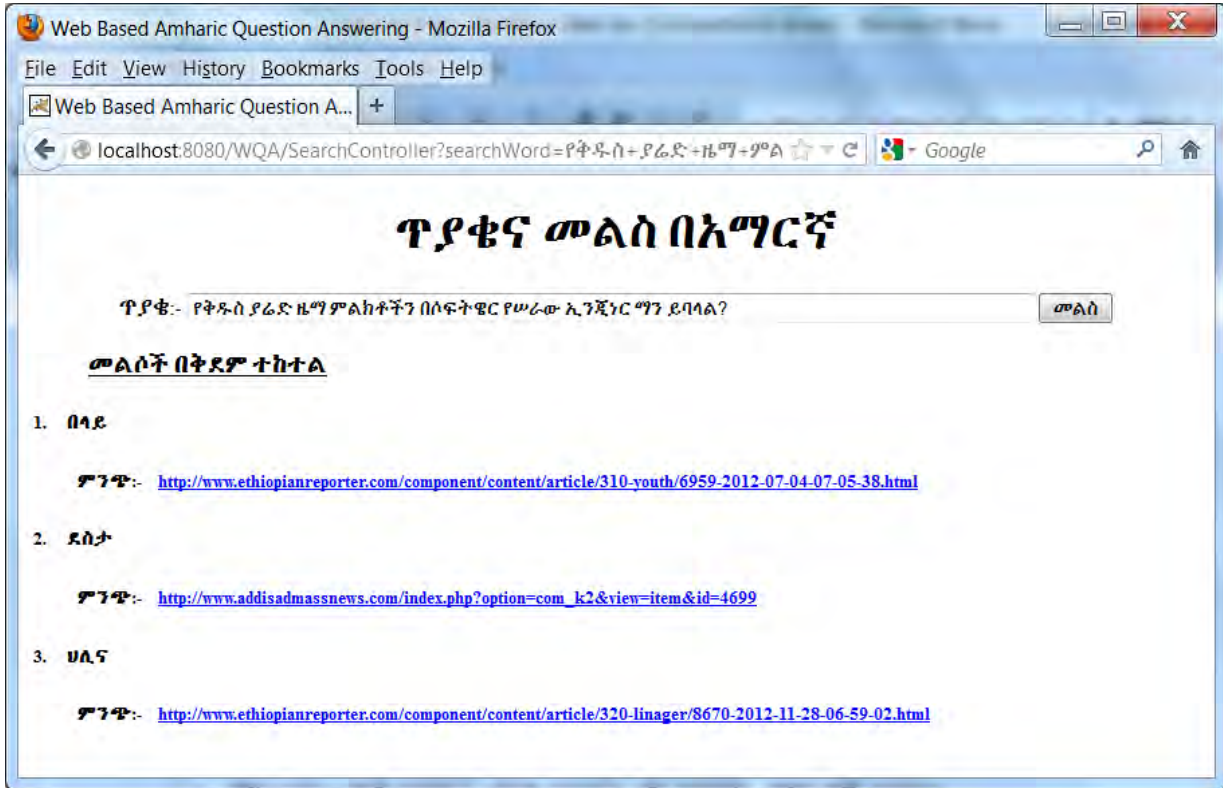 Web Based Amharic Question Answering - Mozilla Firefox
File Edit View History Bookmarks Tools Help
Web Based Amharic Question A... +
localhost:8080/WQA/SearchController?searchWord=የቅዱስ+ያሬድ+ዜማ+ምል Google
ጥያቄና መልስ በአማርኛ
ጥያቄ:- የቅዱስ ያሬድ ዜማ ምልክቶችን በሶፍትዌር የሠራው ኢንጂነር ማን ይባላል? መልስ
መልሶች በቅደም ተከተል
1. በላይ
ምንጭ:- http://www.ethiopianreporter.com/component/content/article/310-youth/6959-2012-07-04-07-05-38.html
2. ደስታ
ምንጭ:- http://www.addisadmassnews.com/index.php?option=com_k2&view=item&id=4699
3. ህሊና
ምንጭ:- http://www.ethiopianreporter.com/component/content/article/320-linager/8670-2012-11-28-06-59-02.html